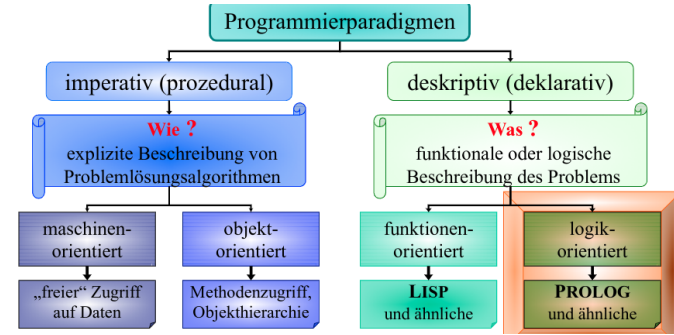 Programmierparadigmen
imperativ (prozedural)
deskriptiv (deklarativ)
Wie ?
explizite Beschreibung von
Problemlösungsalgorithmen
Was ?
funktionale oder logische
Beschreibung des Problems
maschinen-
orientiert
objekt-
orientiert
funktionen-
orientiert
logik-
orientiert
„freier“ Zugriff
auf Daten
Methodenzugriff,
Objekthierarchie
LISP
und ähnliche
PROLOG
und ähnliche